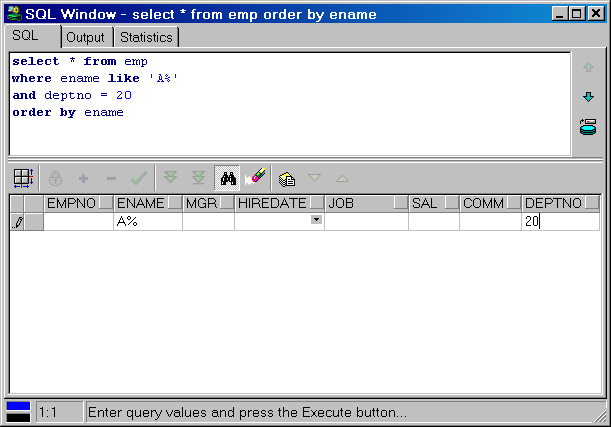 SQL Window - select * from emp order by ename
SQL Output Statistics
select * from emp
where ename like 'A%'
and deptno = 20
order by ename
EMPNO ENAME MGR HIREDATE JOB SAL COMM DEPTNO
A% 20
1:1 Enter query values and press the Execute button...